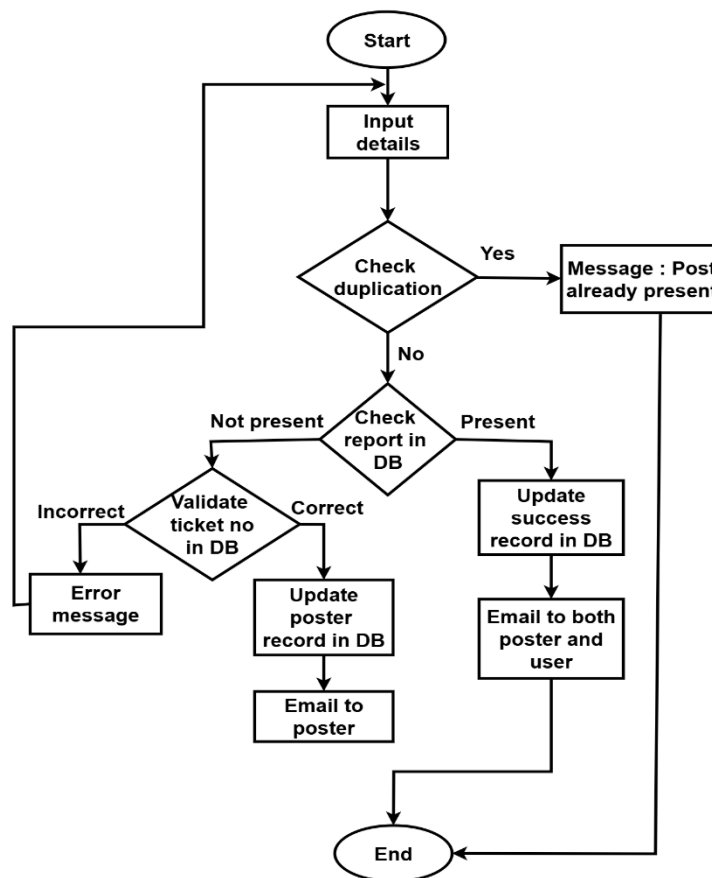 Start
Input
details
Check
duplication
Yes
Message : Post
already present
No
Check
report in
DB
Not present
Present
Validate
ticket no
in DB
Incorrect
Correct
Update
success
record in DB
Error
message
Update
poster
record in DB
Email to both
poster and
user
Email to
poster
End